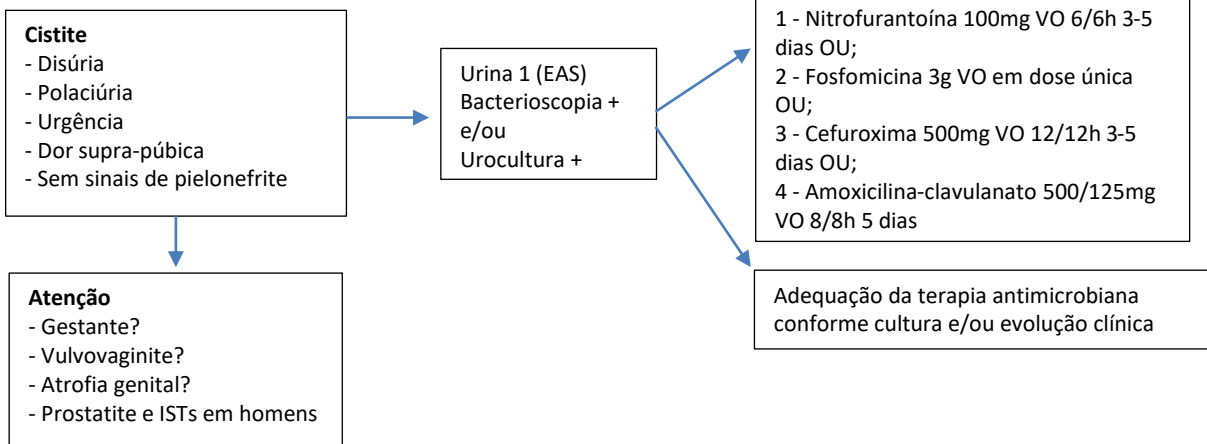 Cistite
- Disúria
- Polaciúria
- Urgência
- Dor supra-púbica
- Sem sinais de pielonefrite
Urina 1 (EAS)
Bacterioscopia +
e/ou
Urocultura +
1 - Nitrofurantoína 100mg VO 6/6h 3-5
dias OU;
2 - Fosfomicina 3g VO em dose única
OU;
3 - Cefuroxima 500mg VO 12/12h 3-5
dias OU;
4 - Amoxicilina-clavulanato 500/125mg
VO 8/8h 5 dias
Atenção
- Gestante?
- Vulvovaginite?
- Atrofia genital?
- Prostatite e ISTs em homens
Adequação da terapia antimicrobiana
conforme cultura e/ou evolução clínica